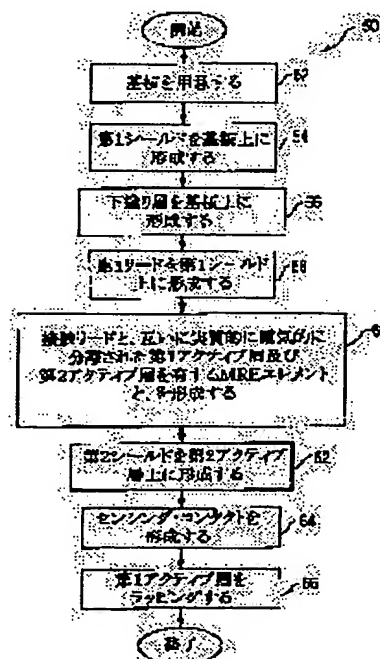 開始
50
基板を用意する
52
第1シールドを基板上に
形成する
54
下塗り層を基板上に
形成する
56
第1リードを第1シールド
上に形成する
58
接触リードと、互いに実質的に磁気的に
分離された第1アクティブ層及び
第2アクティブ層を有するMREエレメント
と、を形成する
6
第2シールドを第2アクティブ
層上に形成する
62
センシング・コンタクトを
形成する
64
第1アクティブ層を
ラッピングする
66
終了